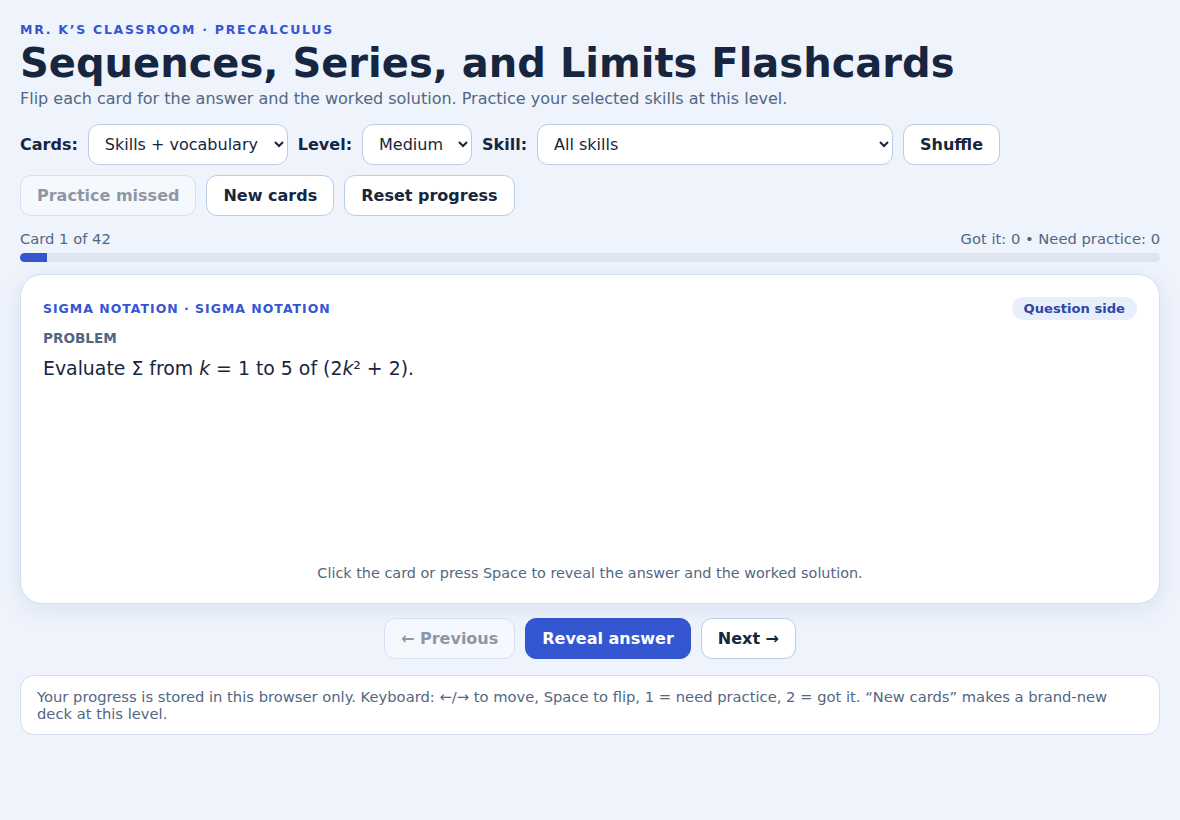 MR. K’S CLASSROOM · PRECALCULUS
Sequences, Series, and Limits Flashcards
Flip each card for the answer and the worked solution. Practice your selected skills at this level.
Cards: Skills + vocabulary Level: Medium Skill: All skills Shuffle
Practice missed New cards Reset progress
Card 1 of 42 Got it: 0 • Need practice: 0
SIGMA NOTATION · SIGMA NOTATION Question side
PROBLEM
Evaluate Σ from k = 1 to 5 of (2k² + 2).
Click the card or press Space to reveal the answer and the worked solution.
← Previous Reveal answer Next →
Your progress is stored in this browser only. Keyboard: ←/→ to move, Space to flip, 1 = need practice, 2 = got it. “New cards” makes a brand-new
deck at this level.